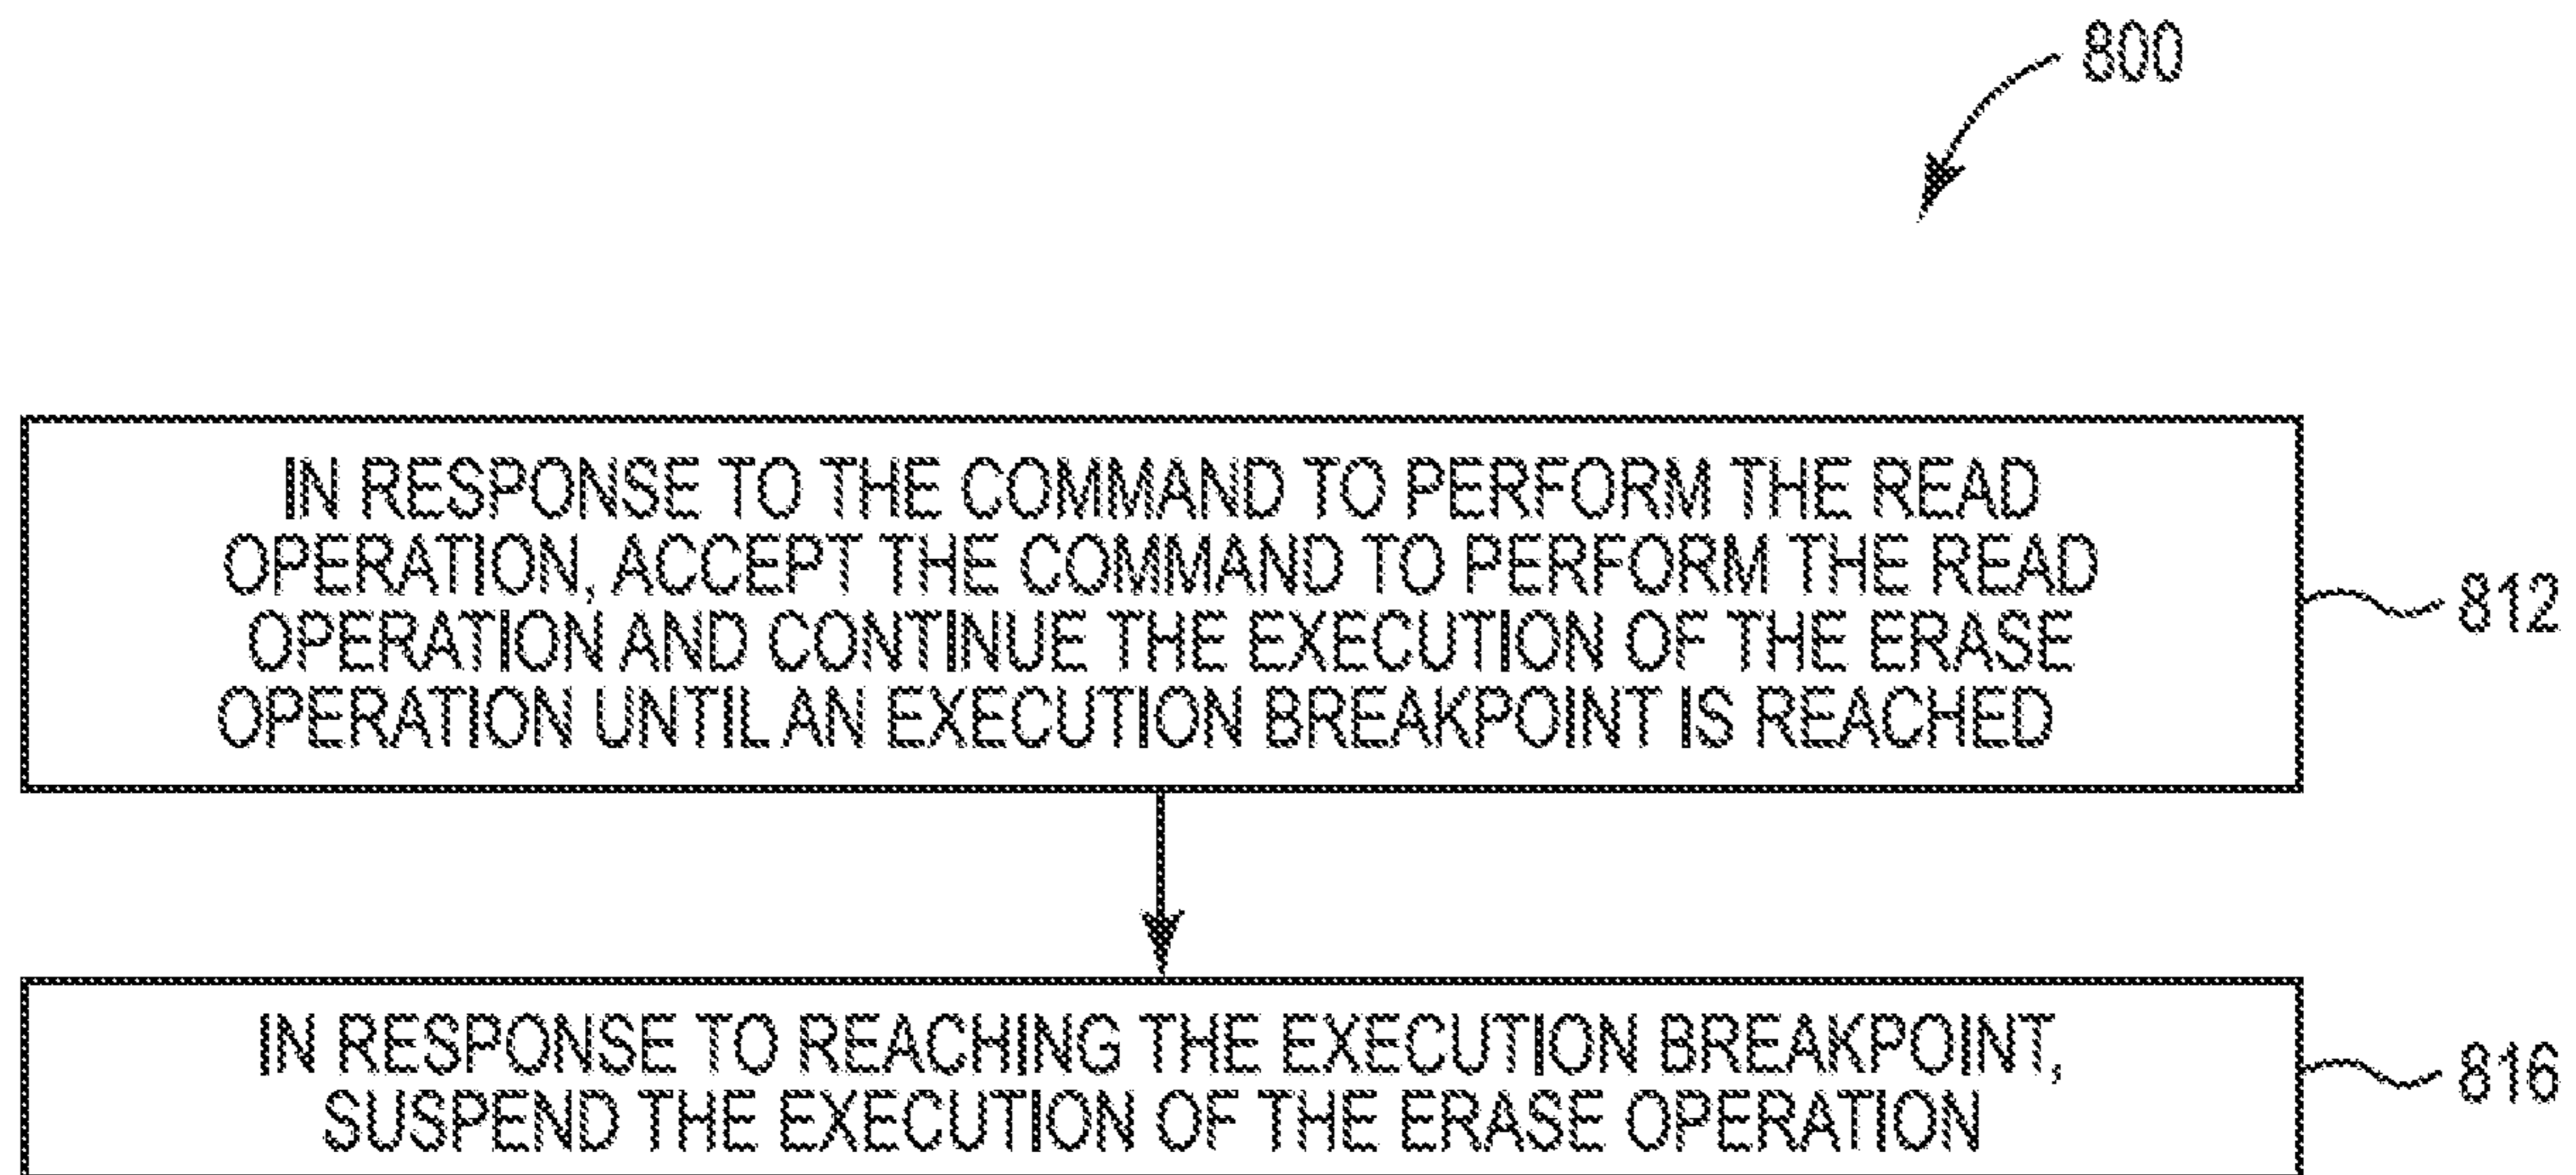 800
IN RESPONSE TO THE COMMAND TO PERFORM THE READ
OPERATION, ACCEPT THE COMMAND TO PERFORM THE READ
OPERATION AND CONTINUE THE EXECUTION OF THE ERASE
OPERATION UNTIL AN EXECUTION BREAKPOINT IS REACHED
812
IN RESPONSE TO REACHING THE EXECUTION BREAKPOINT,
SUSPEND THE EXECUTION OF THE ERASE OPERATION
816